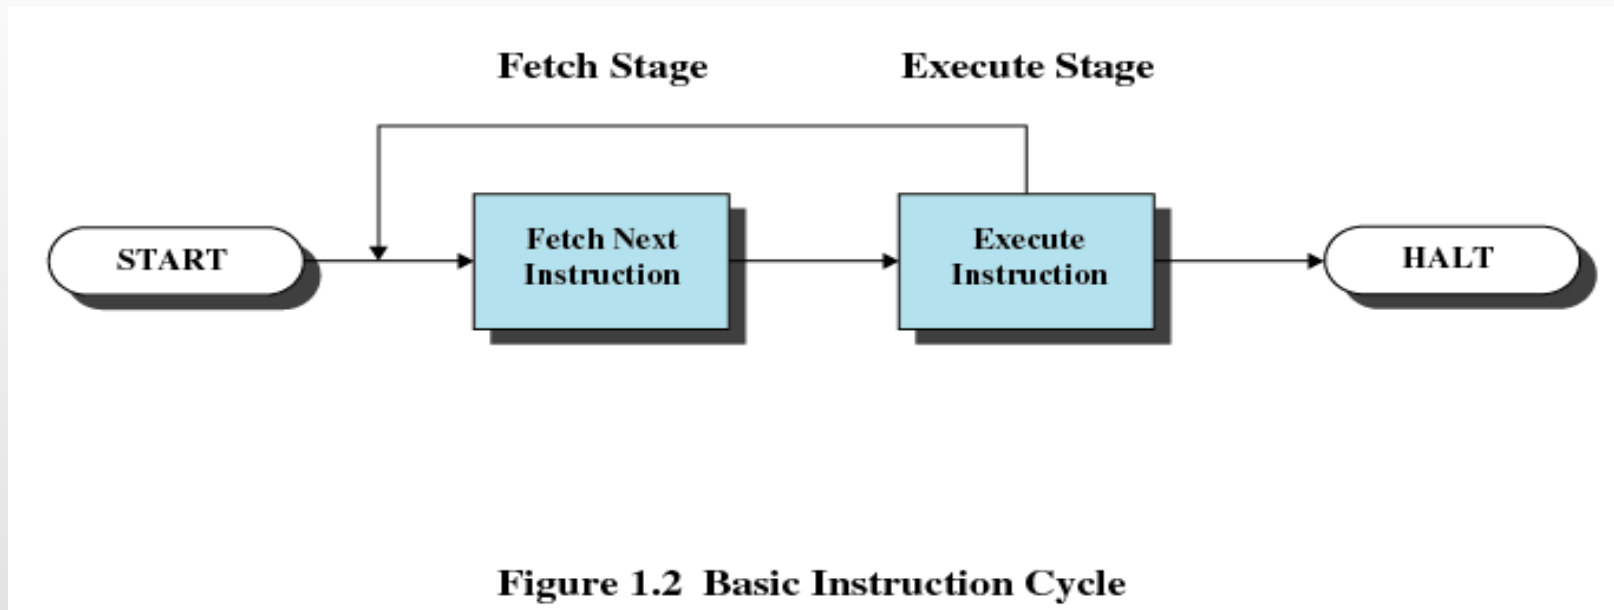 Fetch Stage
Execute Stage
START
Fetch Next
Instruction
Execute
Instruction
HALT
Figure 1.2 Basic Instruction Cycle